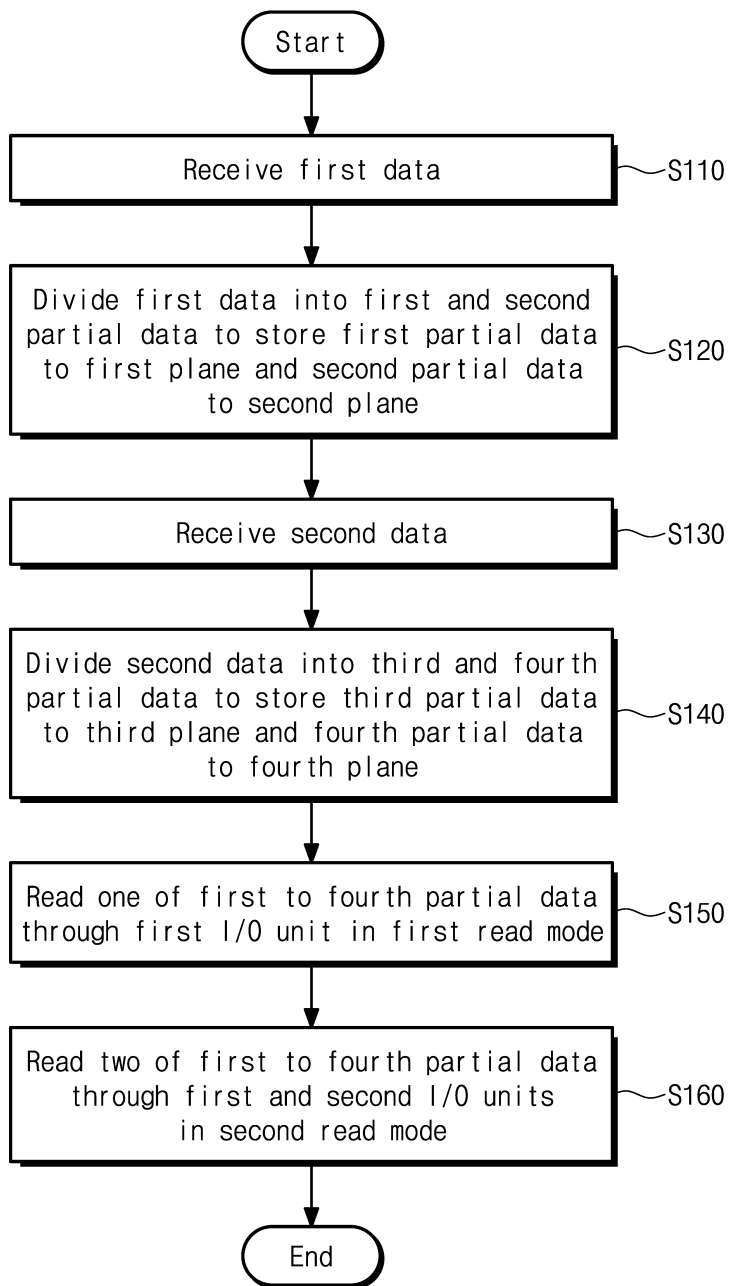 Start
Receive first data
S110
Divide first data into first and second
partial data to store first partial data
to first plane and second partial data
to second plane
S120
Receive second data
S130
Divide second data into third and fourth
partial data to store third partial data
to third plane and fourth partial data
to fourth plane
S140
Read one of first to fourth partial data
through first I/O unit in first read mode
S150
Read two of first to fourth partial data
through first and second I/O units
in second read mode
S160
End